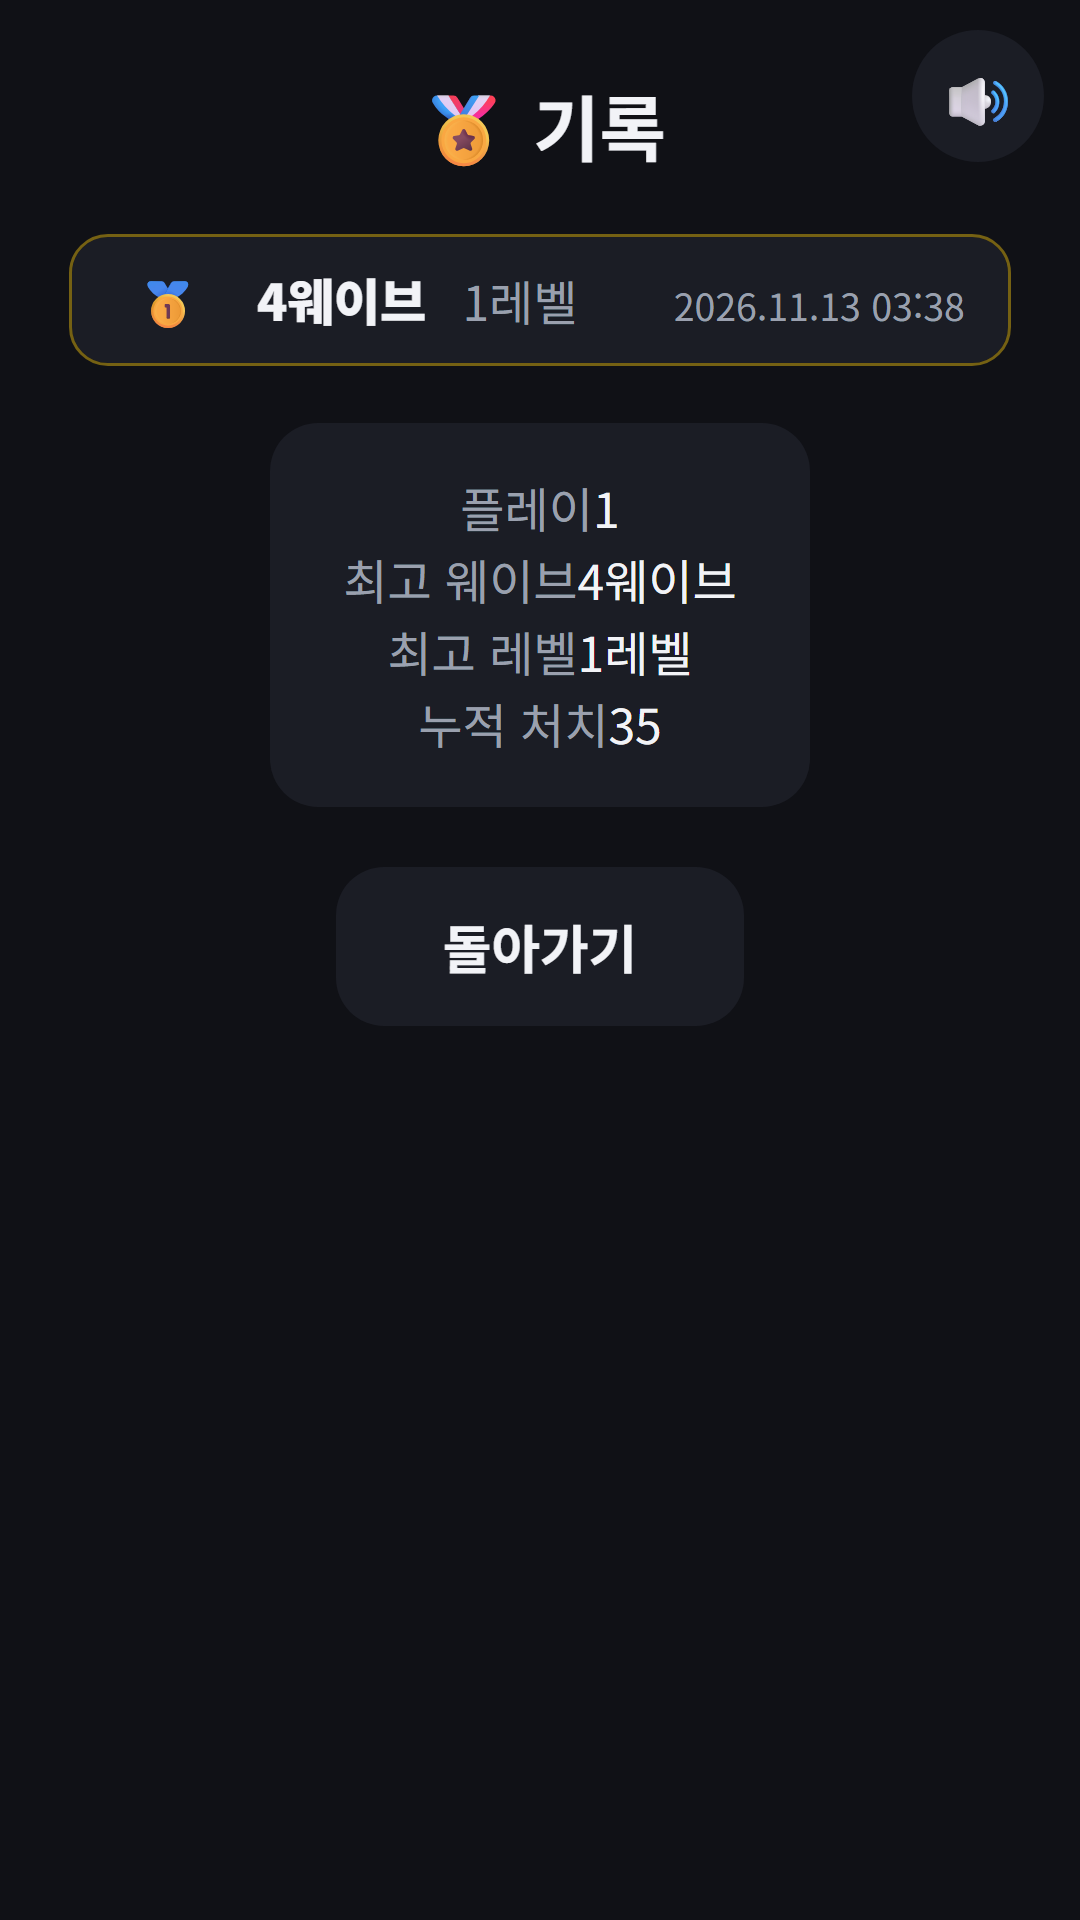 🏅 기록
🥇 4웨이브 1레벨 2026.11.13 03:38
플레이1
최고 웨이브4웨이브
최고 레벨1레벨
누적 처치35
돌아가기